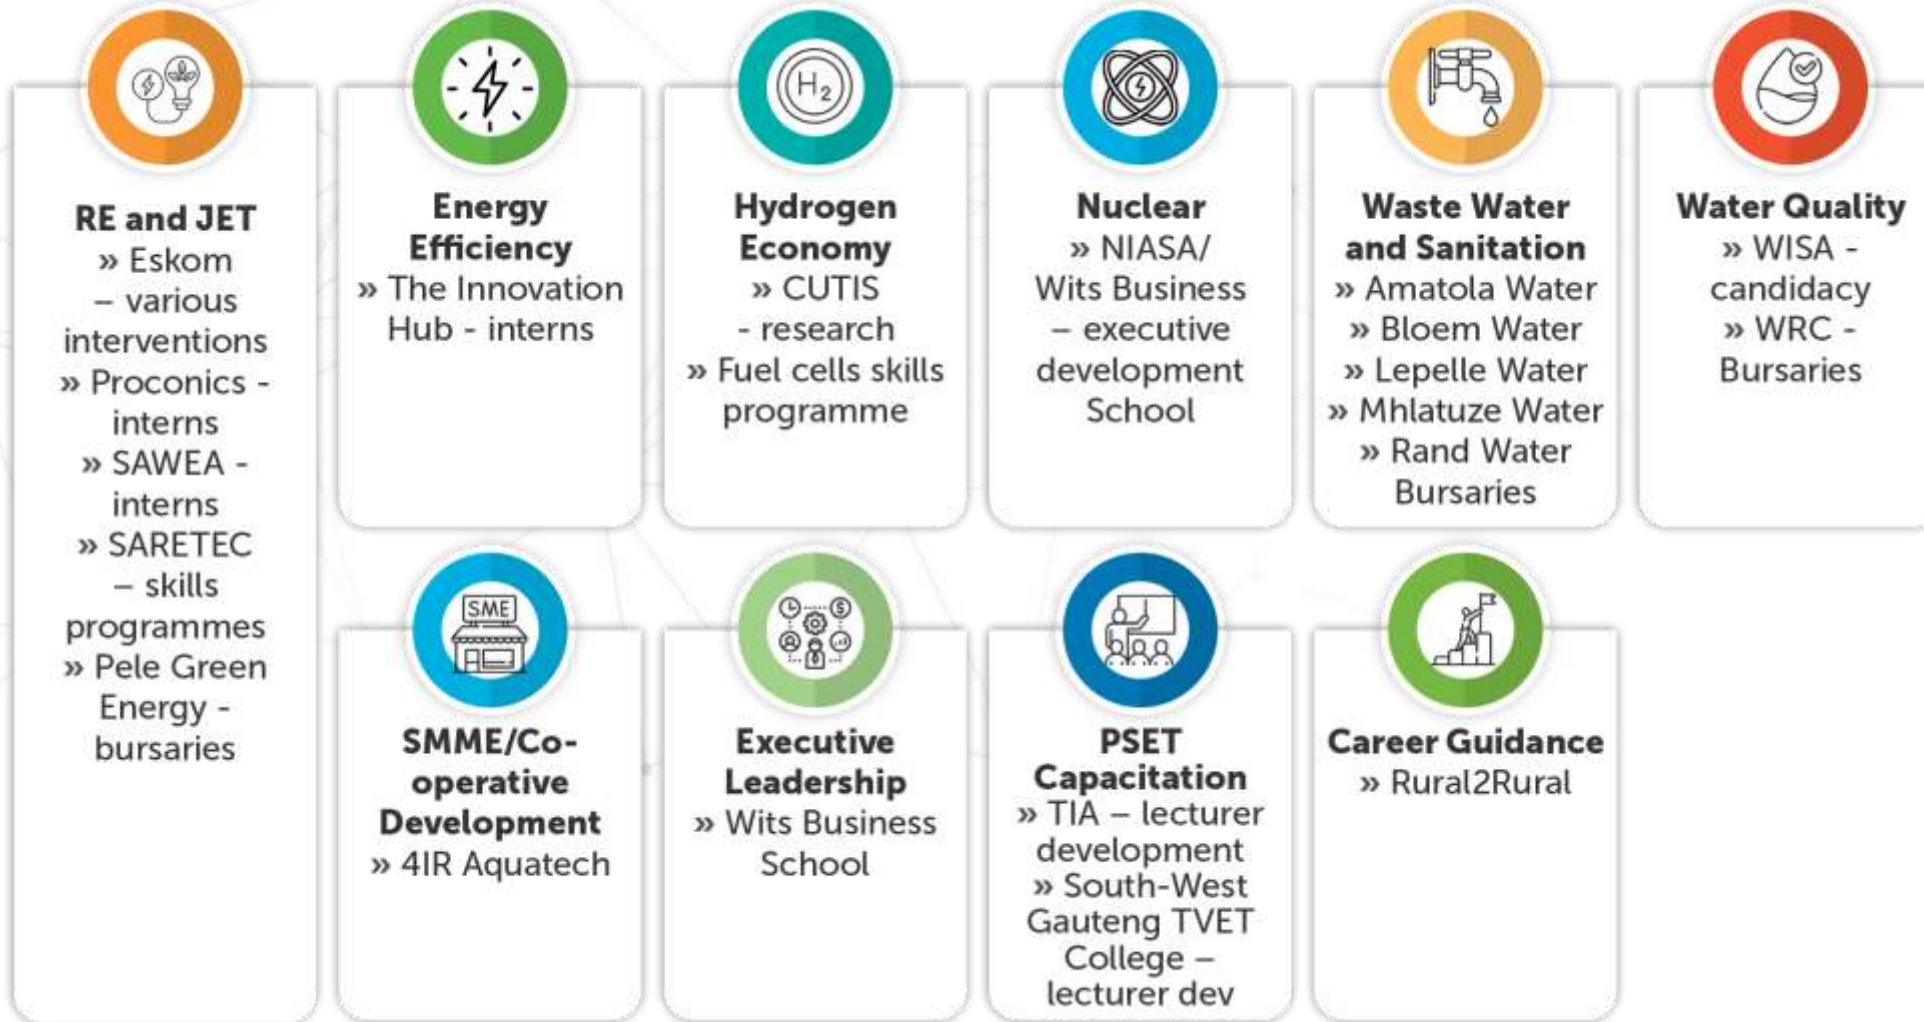 RE and JET
» Eskom
– various
interventions
» Proconics -
interns
» SAWEA -
interns
» SARETEC
– skills
programmes
» Pele Green
Energy -
bursaries
Energy
Efficiency
» The Innovation
Hub - interns
H2
Hydrogen
Economy
» CUTIS
- research
» Fuel cells skills
programme
Nuclear
» NIASA/
Wits Business
– executive
development
School
Waste Water
and Sanitation
» Amatola Water
» Bloem Water
» Lepelle Water
» Mhlatuze Water
» Rand Water
Bursaries
Water Quality
» WISA -
candidacy
» WRC -
Bursaries
SME
SMME/Co-
operative
Development
» 4IR Aquatech
$
Executive
Leadership
» Wits Business
School
PSET
Capacitation
» TIA – lecturer
development
» South-West
Gauteng TVET
College –
lecturer dev
Career Guidance
» Rural2Rural